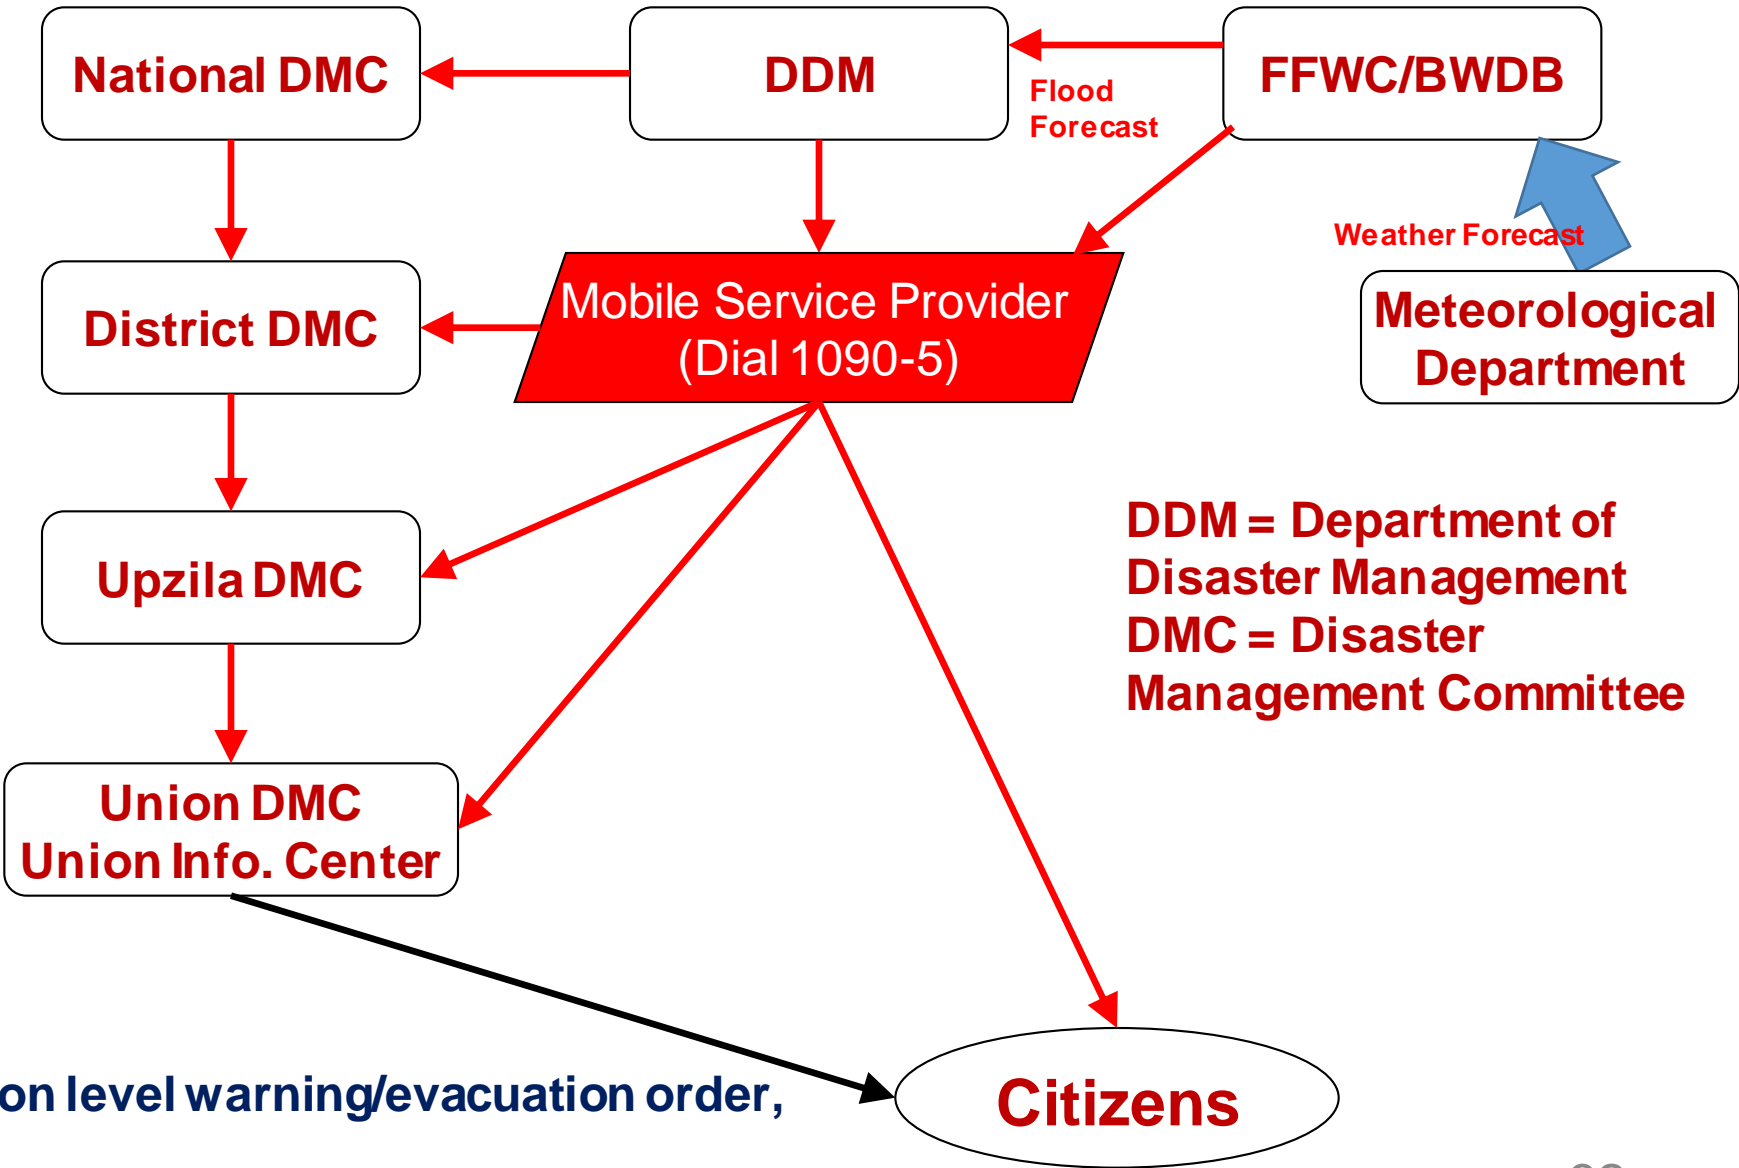 National DMC
DDM
FFWC/BWDB
Flood
Forecast
Weather Forecast
District DMC
Mobile Service Provider
(Dial 1090-5)
Meteorological
Department
Upzila DMC
DDM = Department of
Disaster Management
DMC = Disaster
Management Committee
Union DMC
Union Info. Center
level warning/evacuation order,
Citizens